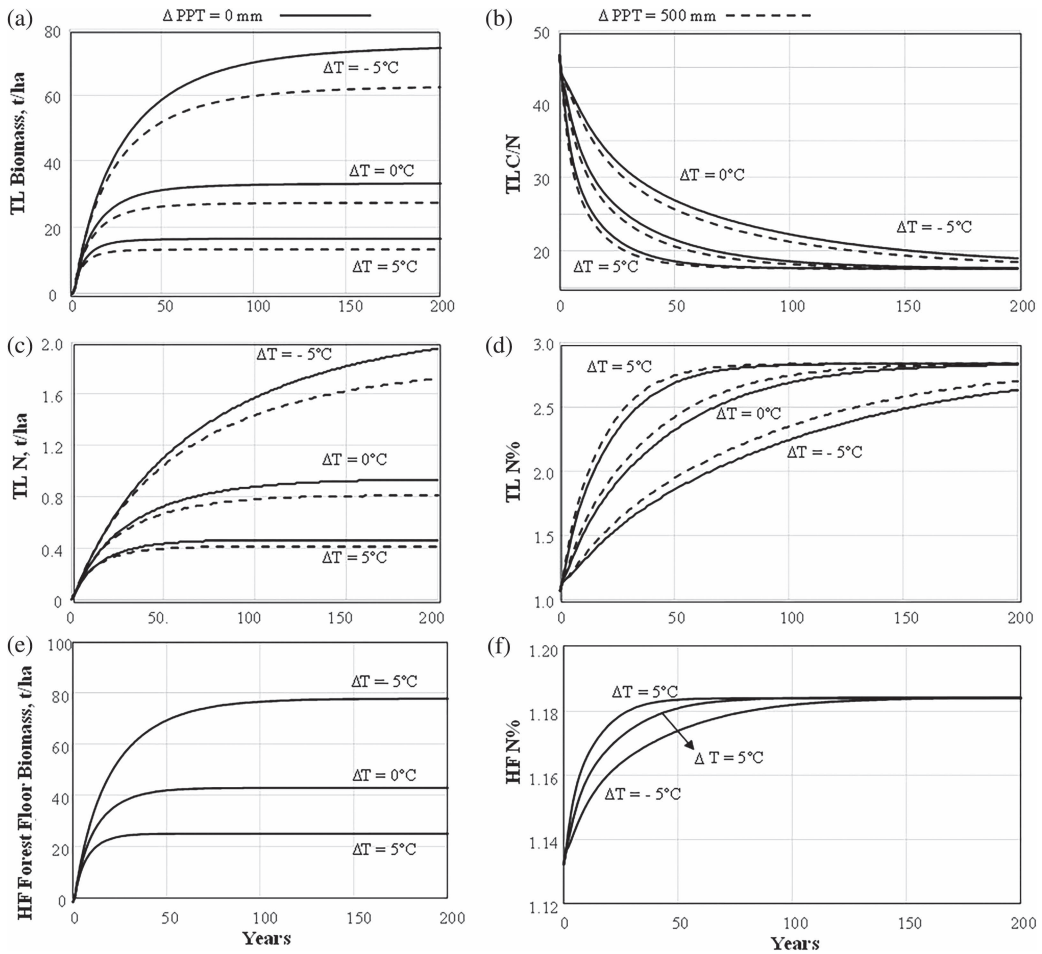 (a) Δ PPT = 0 mm
(b) Δ PPT = 500 mm
TL Biomass, t/ha
80
60
40
20
0
ΔT = - 5°C
ΔT = 0°C
ΔT = 5°C
0 50 100 150 200
TL C/N
50
40
30
20
ΔT = 0°C
ΔT = - 5°C
ΔT = 5°C
0 50 100 150 200
(c)
TL N, t/ha
2.0
1.6
1.2
0.8
0.4
0
ΔT = - 5°C
ΔT = 0°C
ΔT = 5°C
0 50. 100 150 200
(d)
TL N%
3.0
2.5
2.0
1.5
1.0
ΔT = 5°C
ΔT = 0°C
ΔT = - 5°C
0 50 100 150 200
(e)
HF Forest Floor Biomass, t/ha
100
80
60
40
20
0
ΔT=- 5°C
ΔT = 0°C
ΔT = 5°C
0 50 100 150 200
Years
(f)
HF N%
1.20
1.18
1.16
1.14
1.12
ΔT = 5°C
Δ T = 5°C
ΔT = - 5°C
0 50 100 150 200
Years